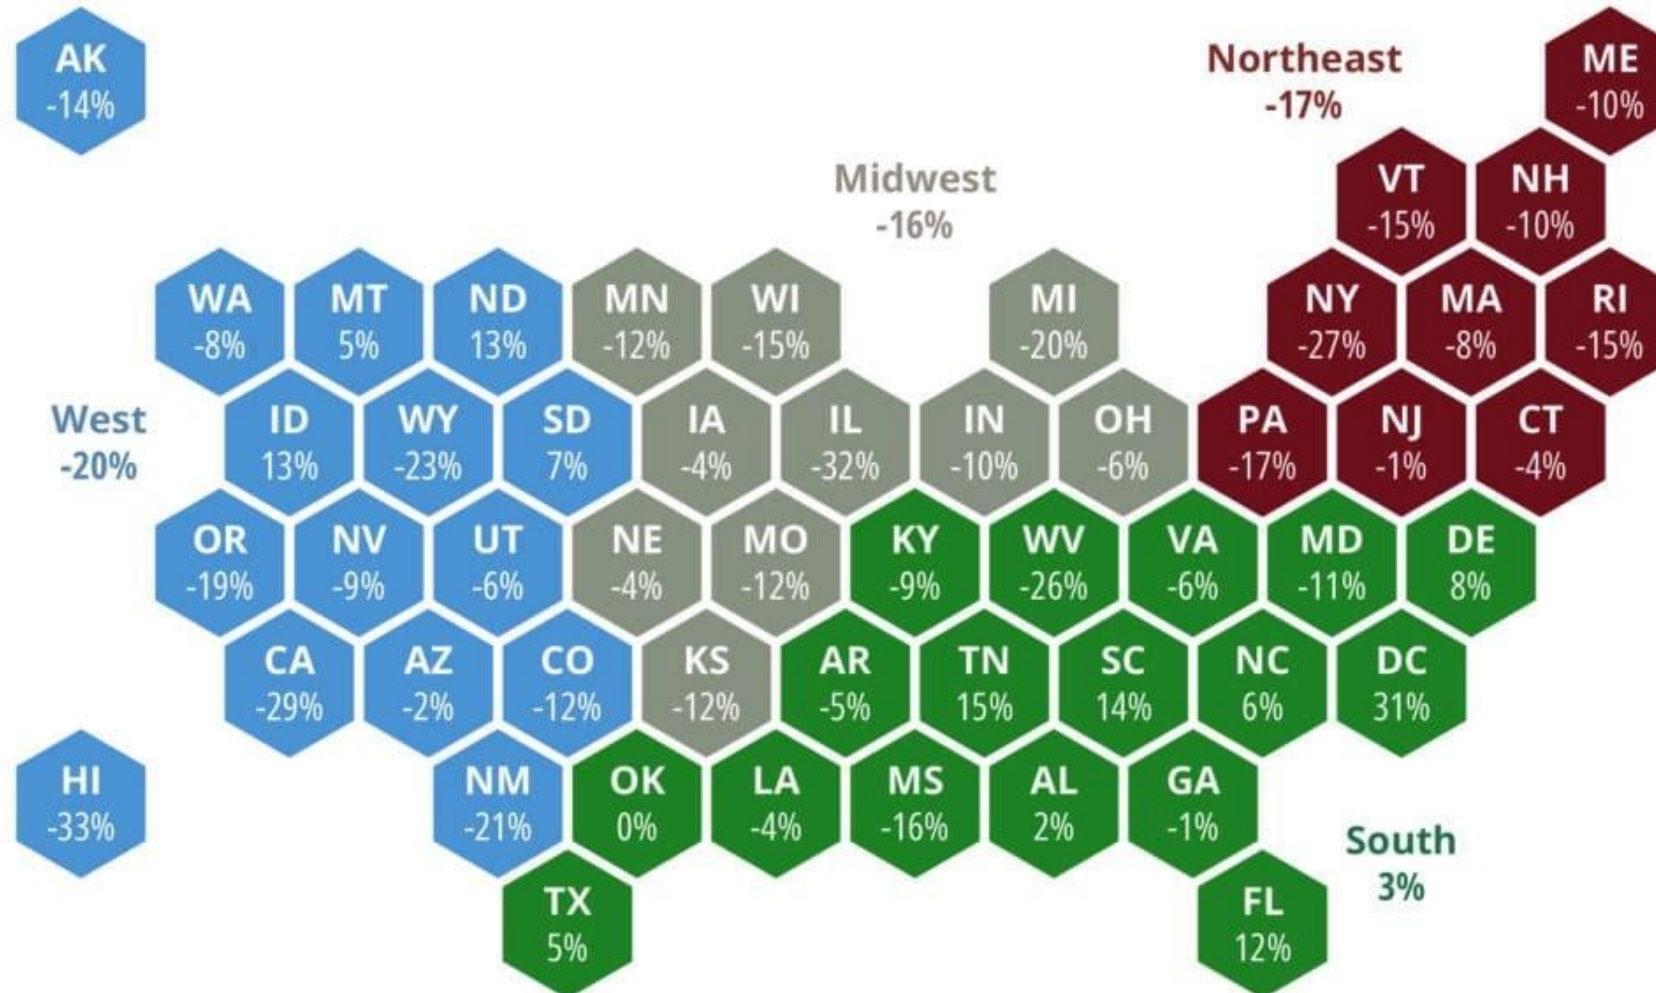 AK
-14%
Northeast
-17%
ME
-10%
Midwest
-16%
VT
-15%
NH
-10%
WA
-8%
MT
5%
ND
13%
MN
-12%
WI
-15%
MI
-20%
NY
-27%
MA
-8%
RI
-15%
West
-20%
ID
13%
WY
-23%
SD
7%
IA
-4%
IL
-32%
IN
-10%
OH
-6%
PA
-17%
NJ
-1%
CT
-4%
OR
-19%
NV
-9%
UT
-6%
NE
-4%
MO
-12%
KY
-9%
WV
-26%
VA
-6%
MD
-11%
DE
8%
CA
-29%
AZ
-2%
CO
-12%
KS
-12%
AR
-5%
TN
15%
SC
14%
NC
6%
DC
31%
HI
-33%
NM
-21%
OK
0%
LA
-4%
MS
-16%
AL
2%
GA
-1%
South
3%
TX
5%
FL
12%